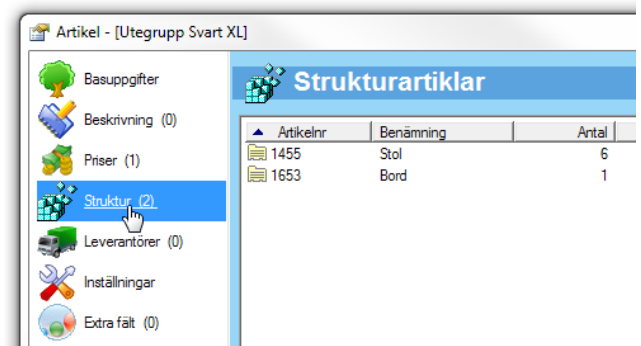 Artikel - [Utegrupp Svart XL]
Basuppgifter
Beskrivning (0)
Priser (1)
Struktur (2)
Leverantörer (0)
Inställningar
Extra fält (0)
Strukturartiklar
Artikelnr Benämning Antal
1455 Stol 6
1653 Bord 1